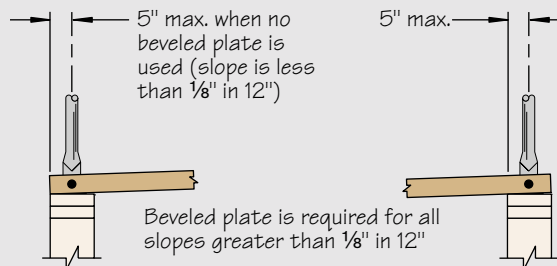 5" max. when no
beveled plate is
used (slope is less
than ⅛" in 12")
5" max.
Beveled plate is required for all
slopes greater than ⅛" in 12"